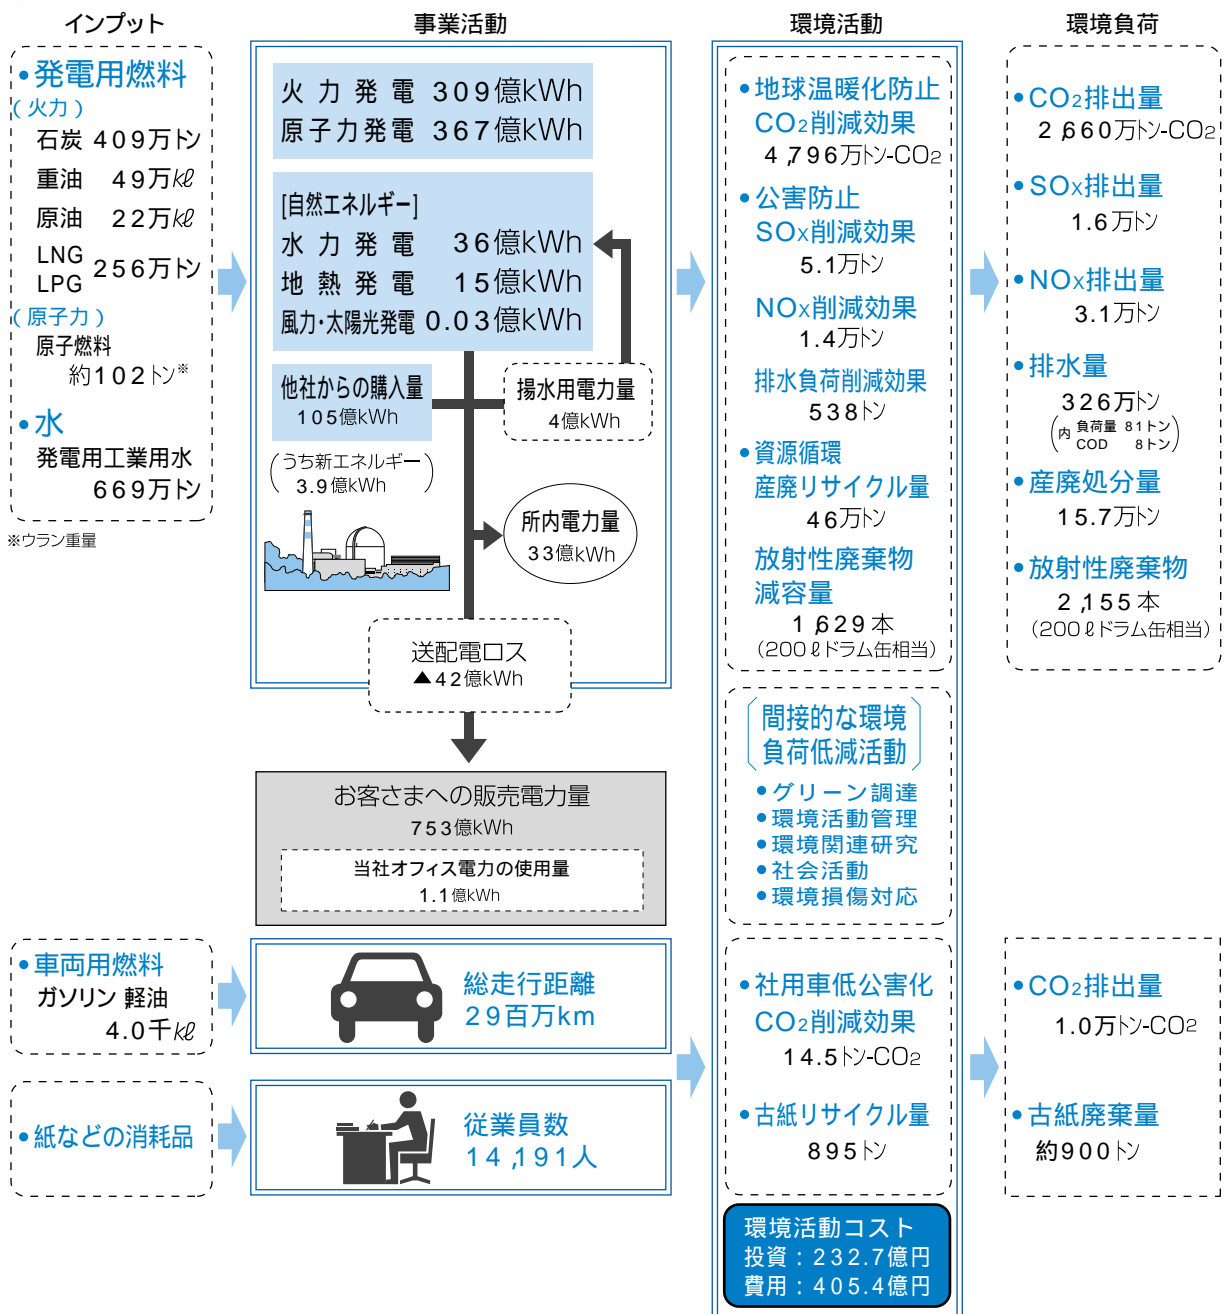 インプット
事業活動
環境活動
環境負荷
•発電用燃料
(火力)
石炭 409万トン
重油 49万kℓ
原油 22万kℓ
LNG
LPG 256万トン
(原子力)
原子燃料
約102トン※
•水
発電用工業用水
669万トン
※ウラン重量
火力発電 309億kWh
原子力発電 367億kWh
[自然エネルギー]
水力発電 36億kWh
地熱発電 15億kWh
風力・太陽光発電 0.03億kWh
他社からの購入量
105億kWh
(うち新エネルギー
3.9億kWh)
揚水用電力量
4億kWh
所内電力量
33億kWh
送配電ロス
▲42億kWh
お客さまへの販売電力量
753億kWh
当社オフィス電力の使用量
1.1億kWh
•地球温暖化防止
CO2削減効果
4,796万トン-CO2
•公害防止
SOx削減効果
5.1万トン
NOx削減効果
1.4万トン
排水負荷削減効果
538トン
•資源循環
産廃リサイクル量
46万トン
放射性廃棄物
減容量
1,629本
(200ℓドラム缶相当)
間接的な環境
負荷低減活動
•グリーン調達
•環境活動管理
•環境関連研究
•社会活動
•環境損傷対応
•CO2排出量
2,660万トン-CO2
•SOx排出量
1.6万トン
•NOx排出量
3.1万トン
•排水量
326万トン
(内 負荷量 81トン
COD 8トン)
•産廃処分量
15.7万トン
•放射性廃棄物
2,155本
(200ℓドラム缶相当)
•車両用燃料
ガソリン 軽油
4.0千kℓ
総走行距離
29百万km
•社用車低公害化
CO2削減効果
14.5トン-CO2
•CO2排出量
1.0万トン-CO2
•紙などの消耗品
従業員数
14,191人
•古紙リサイクル量
895トン
•古紙廃棄量
約900トン
環境活動コスト
投資：232.7億円
費用：405.4億円